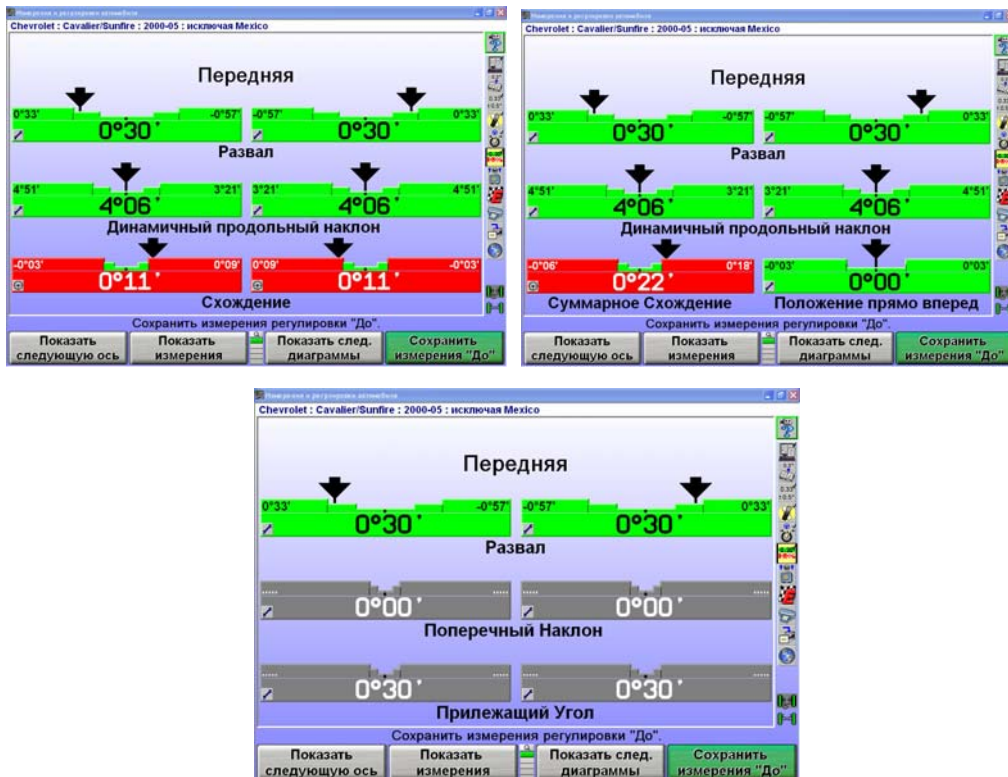 Измерения и регулировки автомобиля
Chevrolet : Cavalier/Sunfire : 2000-05 : исключая Mexico
Передняя
0°33' -0°57' -0°57' 0°33'
0°30' 0°30'
Развал
4°51' 3°21' 3°21' 4°51'
4°06' 4°06'
Динамичный продольный наклон
-0°03' 0°09' 0°09' -0°03'
0°11' 0°11'
Схождение
Сохранить измерения регулировки "До".
Показать следующую ось
Показать измерения
Показать след. диаграммы
Сохранить измерения "До"
Измерения и регулировки автомобиля
Chevrolet : Cavalier/Sunfire : 2000-05 : исключая Mexico
Передняя
0°33' -0°57' -0°57' 0°33'
0°30' 0°30'
Развал
4°51' 3°21' 3°21' 4°51'
4°06' 4°06'
Динамичный продольный наклон
-0°06' 0°18' -0°03' 0°03'
0°22' 0°00'
Суммарное Схождение Положение прямо вперед
Сохранить измерения регулировки "До".
Показать следующую ось
Показать измерения
Показать след. диаграммы
Сохранить измерения "До"
Измерения и регулировки автомобиля
Chevrolet : Cavalier/Sunfire : 2000-05 : исключая Mexico
Передняя
0°33' -0°57' -0°57' 0°33'
0°30' 0°30'
Развал
0°00' 0°00'
Поперечный Наклон
0°30' 0°30'
Прилежащий Угол
Сохранить измерения регулировки "До".
Показать следующую ось
Показать измерения
Показать след. диаграммы
Сохранить измерения "До"